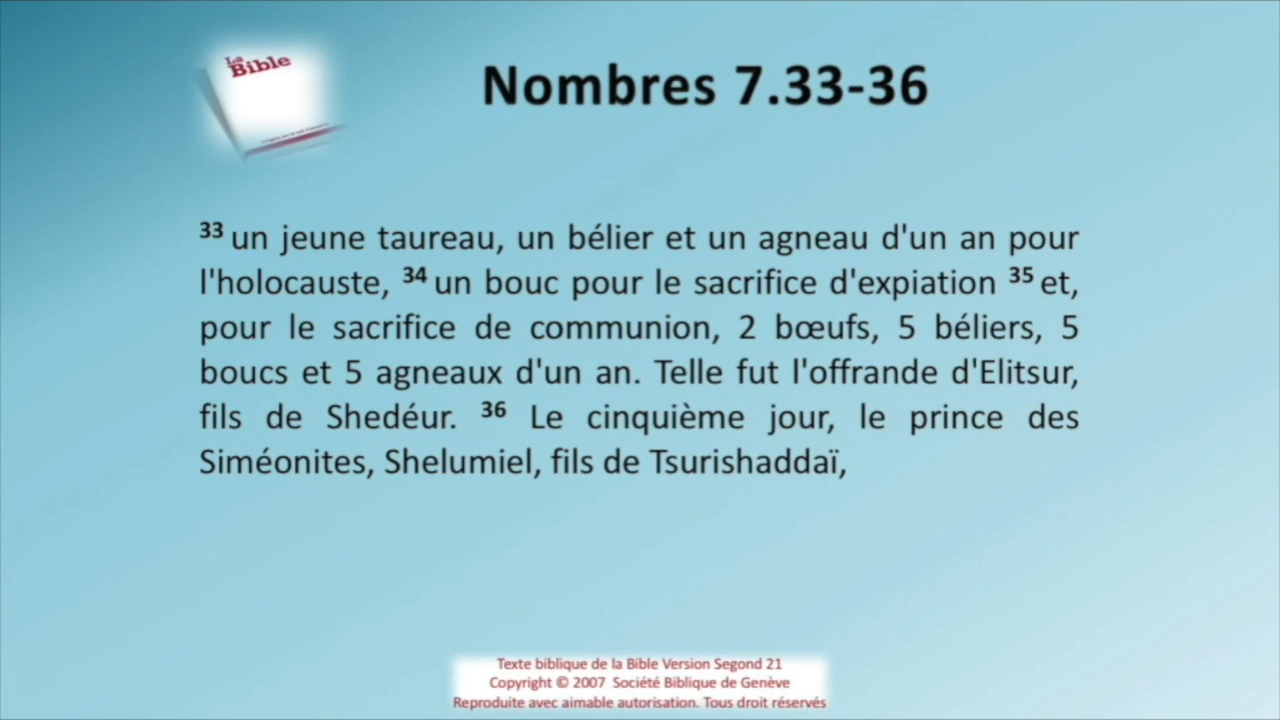 La
Bible
Nombres 7.33-36
33 un jeune taureau, un bélier et un agneau d'un an pour
l'holocauste, 34 un bouc pour le sacrifice d'expiation 35 et,
pour le sacrifice de communion, 2 bœufs, 5 béliers, 5
boucs et 5 agneaux d'un an. Telle fut l'offrande d'Elitsur,
fils de Shedéur. 36 Le cinquième jour, le prince des
Siméonites, Shelumiel, fils de Tsurishaddaï,
Texte biblique de la Bible Version Segond 21
Copyright © 2007 Société Biblique de Genève
Reproduite avec aimable autorisation. Tous droit réservés